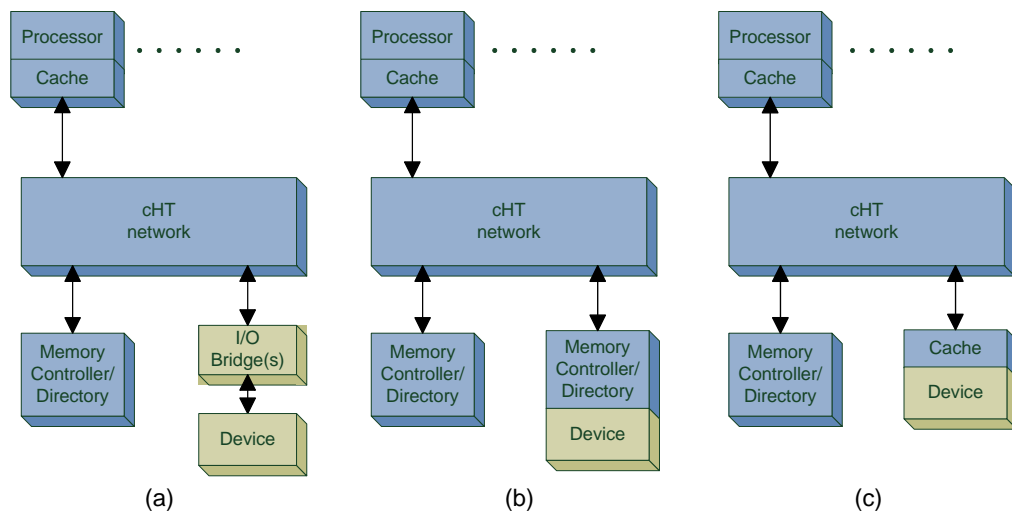 Processor
Cache
cHT
network
Memory
Controller/
Directory
I/O
Bridge(s)
Device
(a)
Processor
Cache
cHT
network
Memory
Controller/
Directory
Memory
Controller/
Directory
Device
(b)
Processor
Cache
cHT
network
Memory
Controller/
Directory
Cache
Device
(c)